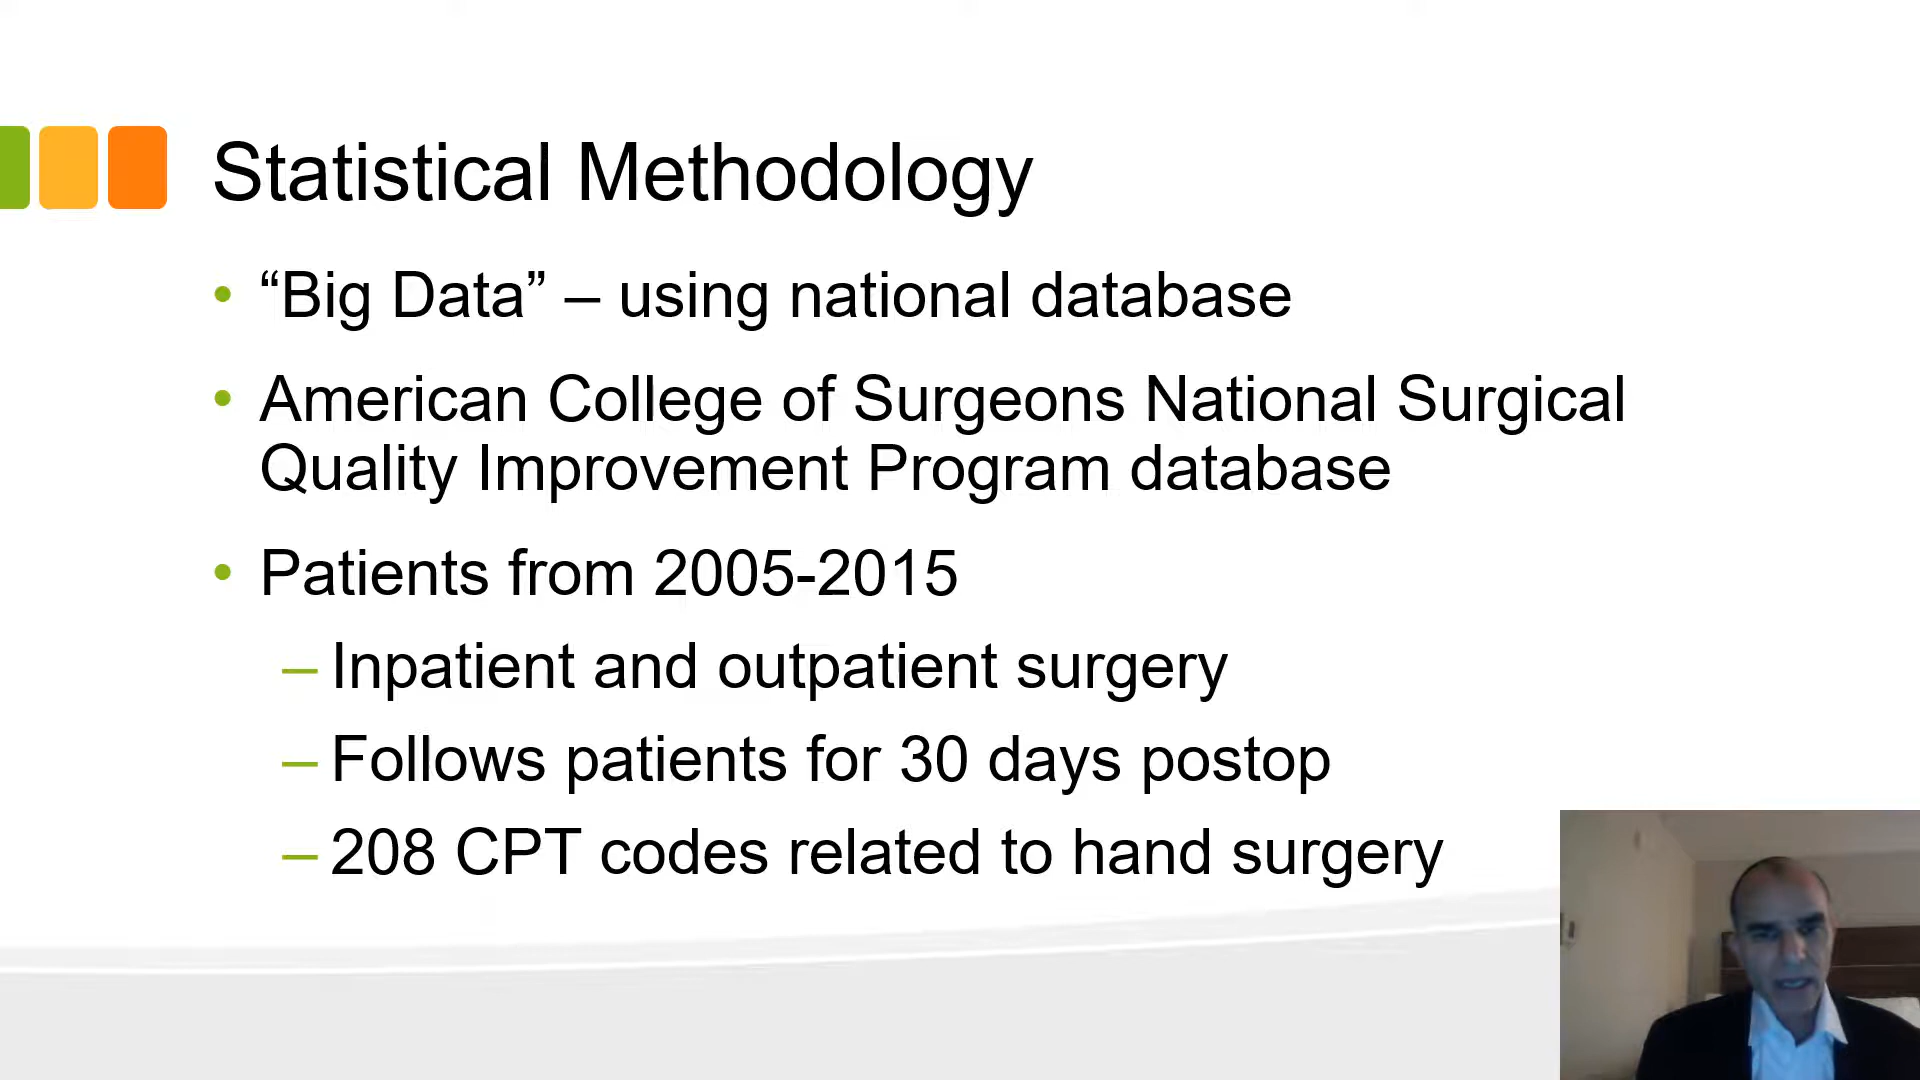 Statistical Methodology
• “Big Data” – using national database
• American College of Surgeons National Surgical
Quality Improvement Program database
• Patients from 2005-2015
– Inpatient and outpatient surgery
– Follows patients for 30 days postop
– 208 CPT codes related to hand surgery